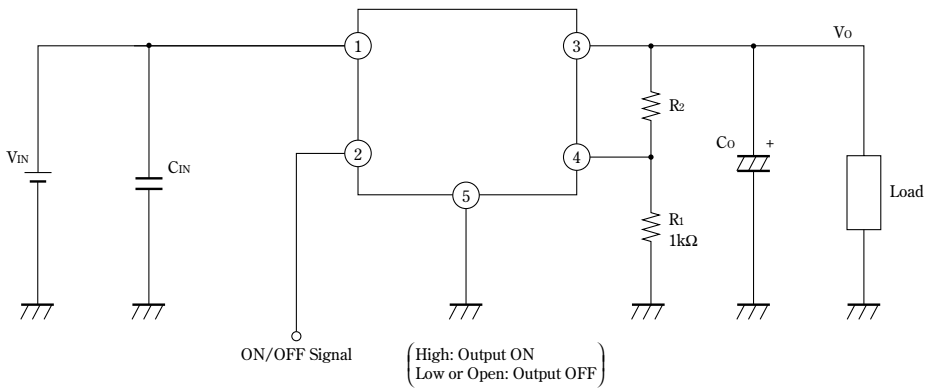 1
3
Vo
R2
VIN
2
CIN
4
Co
+
5
R1
1kΩ
Load
ON/OFF Signal
High: Output ON
Low or Open: Output OFF